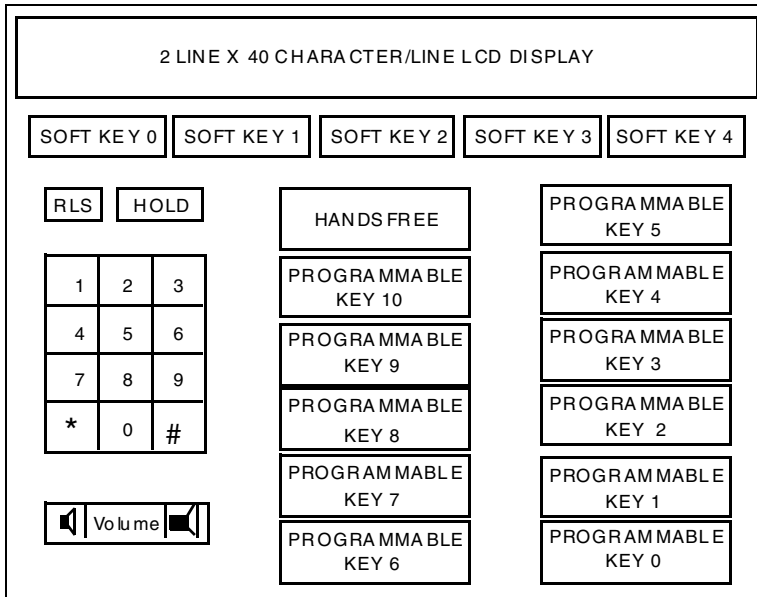 2 LINE X 40 CHARACTER/LINE LCD DISPLAY
SOFT KEY 0
SOFT KEY 1
SOFT KEY 2
SOFT KEY 3
SOFT KEY 4
RLS
HOLD
1 2 3
4 5 6
7 8 9
* 0 #
Volume
HANDSFREE
PROGRAMMABLE
KEY 10
PROGRAMMABLE
KEY 9
PROGRAMMABLE
KEY 8
PROGRAMMABLE
KEY 7
PROGRAMMABLE
KEY 6
PROGRAMMABLE
KEY 5
PROGRAMMABLE
KEY 4
PROGRAMMABLE
KEY 3
PROGRAMMABLE
KEY 2
PROGRAMMABLE
KEY 1
PROGRAMMABLE
KEY 0